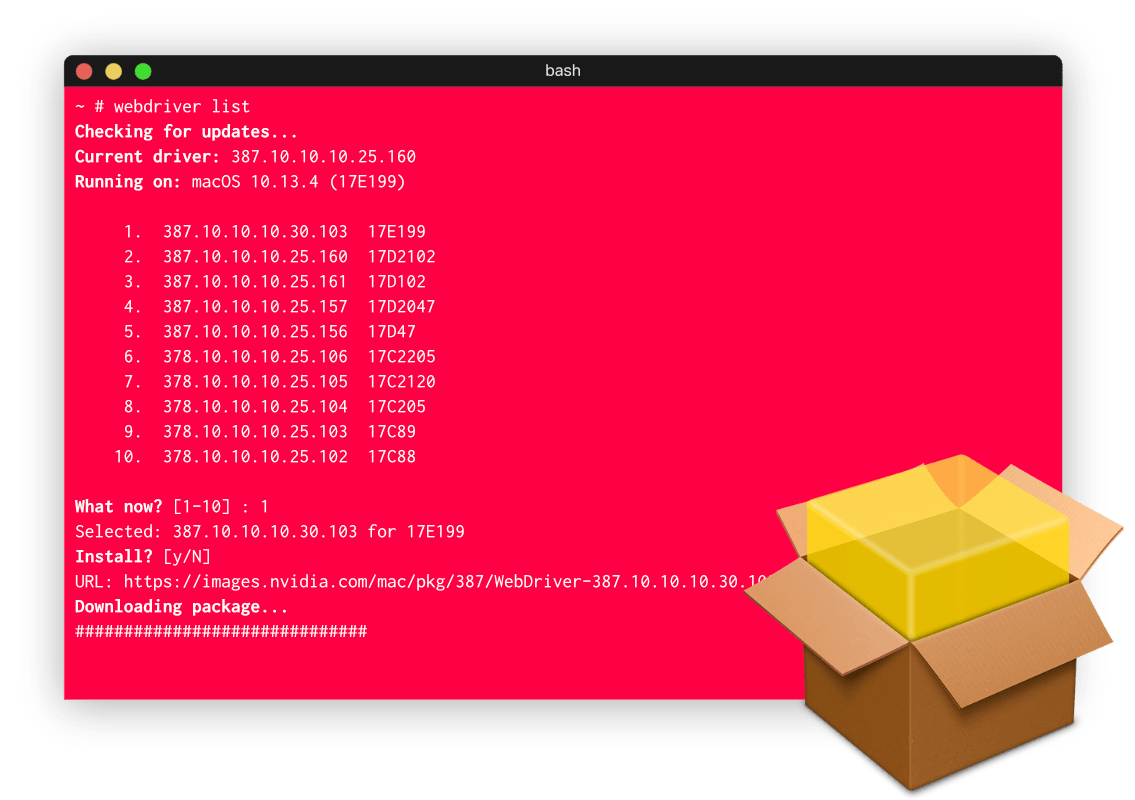 bash
~ # webdriver list
Checking for updates...
Current driver: 387.10.10.10.25.160
Running on: macOS 10.13.4 (17E199)
1. 387.10.10.10.30.103 17E199
2. 387.10.10.10.25.160 17D2102
3. 387.10.10.10.25.161 17D102
4. 387.10.10.10.25.157 17D2047
5. 387.10.10.10.25.156 17D47
6. 378.10.10.10.25.106 17C2205
7. 378.10.10.10.25.105 17C2120
8. 378.10.10.10.25.104 17C205
9. 378.10.10.10.25.103 17C89
10. 378.10.10.10.25.102 17C88
What now? [1-10] : 1
Selected: 387.10.10.10.30.103 for 17E199
Install? [y/N]
URL: https://images.nvidia.com/mac/pkg/387/WebDriver-387.10.10.10.30.10
Downloading package...
##############################